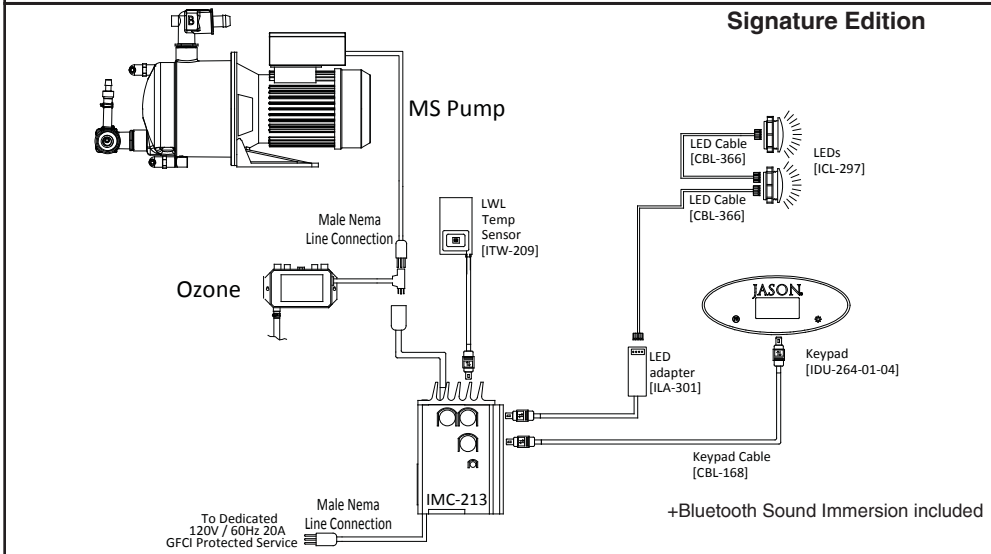 Signature Edition
B
MS Pump
LED Cable
[CBL-366]
LEDs
[ICL-297]
LED Cable
[CBL-366]
LWL
Temp
Sensor
[ITW-209]
Male Nema
Line Connection
Ozone
JASON.
LED
adapter
[ILA-301]
Keypad
[IDU-264-01-04]
Keypad Cable
[CBL-168]
IMC-213
Male Nema
Line Connection
To Dedicated
120V / 60Hz 20A
GFCI Protected Service
+Bluetooth Sound Immersion included